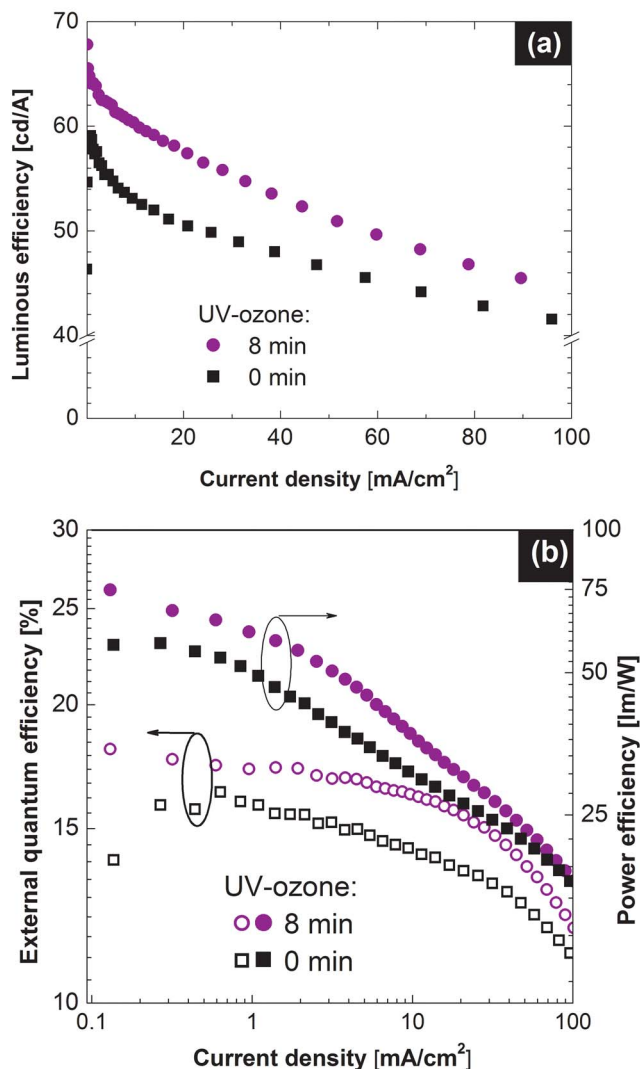 (a)
Luminous efficiency [cd/A]
70
60
50
40
0
UV-ozone:
8 min
0 min
20
40
60
80
100
Current density [mA/cm²]
(b)
External quantum efficiency [%]
30
25
20
15
10
100
75
50
25
Power efficiency [lm/W]
UV-ozone:
8 min
0 min
0.1
1
10
100
Current density [mA/cm²]